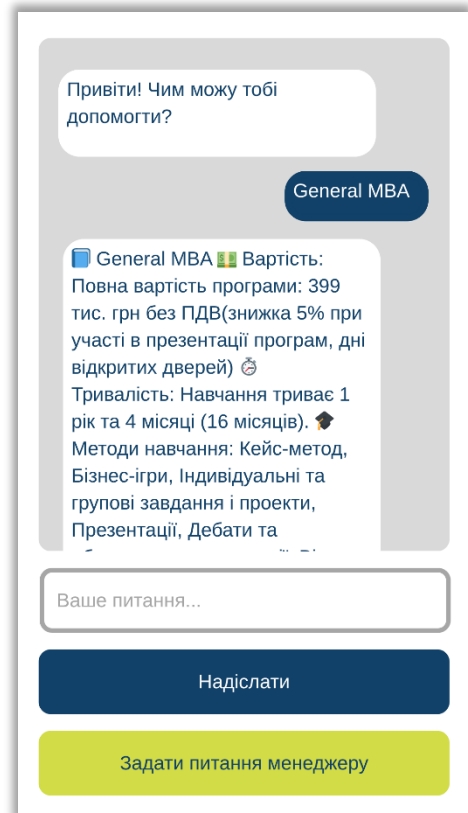 Привіти! Чим можу тобі
допомогти?
General MBA
📘 General MBA 💵 Вартість:
Повна вартість програми: 399
тис. грн без ПДВ(знижка 5% при
участі в презентації програм, дні
відкритих дверей) ⏱
Тривалість: Навчання триває 1
рік та 4 місяці (16 місяців). 🎓
Методи навчання: Кейс-метод,
Бізнес-ігри, Індивідуальні та
групові завдання і проекти,
Презентації, Дебати та
Ваше питання...
Надіслати
Задати питання менеджеру